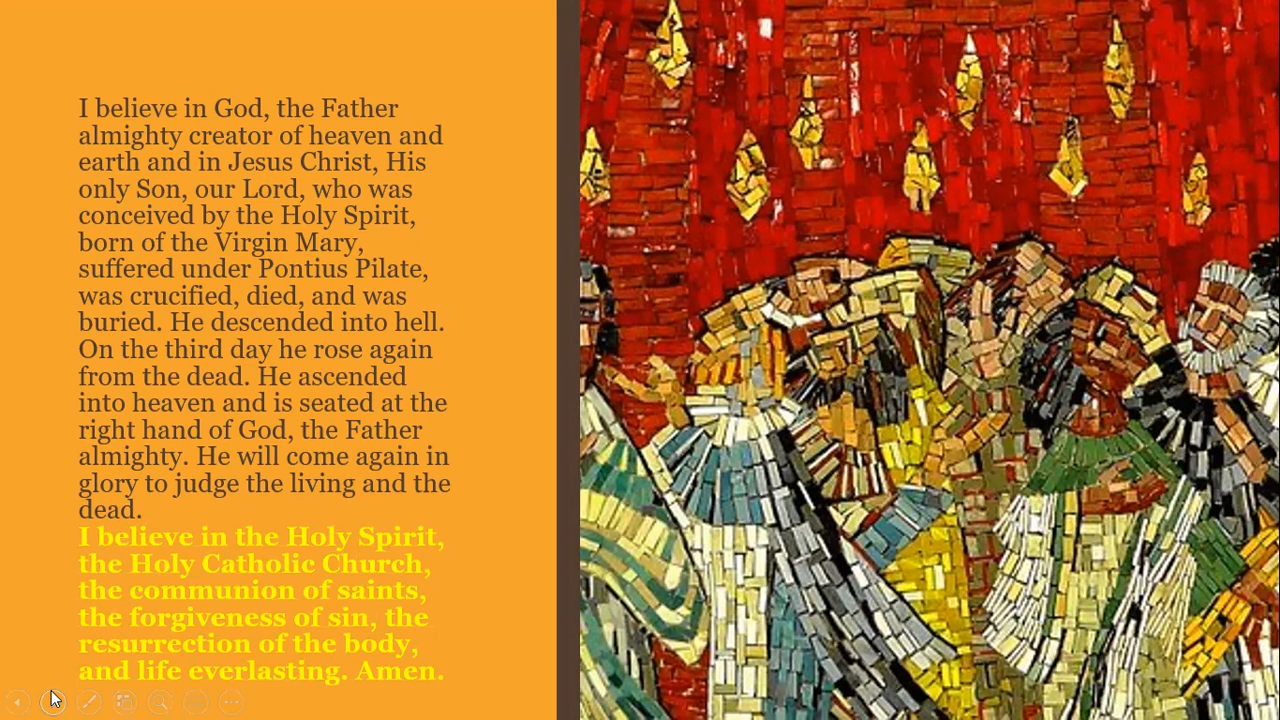 I believe in God, the Father
almighty creator of heaven and
earth and in Jesus Christ, His
only Son, our Lord, who was
conceived by the Holy Spirit,
born of the Virgin Mary,
suffered under Pontius Pilate,
was crucified, died, and was
buried. He descended into hell.
On the third day he rose again
from the dead. He ascended
into heaven and is seated at the
right hand of God, the Father
almighty. He will come again in
glory to judge the living and the
dead.
I believe in the Holy Spirit,
the Holy Catholic Church,
the communion of saints,
the forgiveness of sin, the
resurrection of the body,
and life everlasting. Amen.